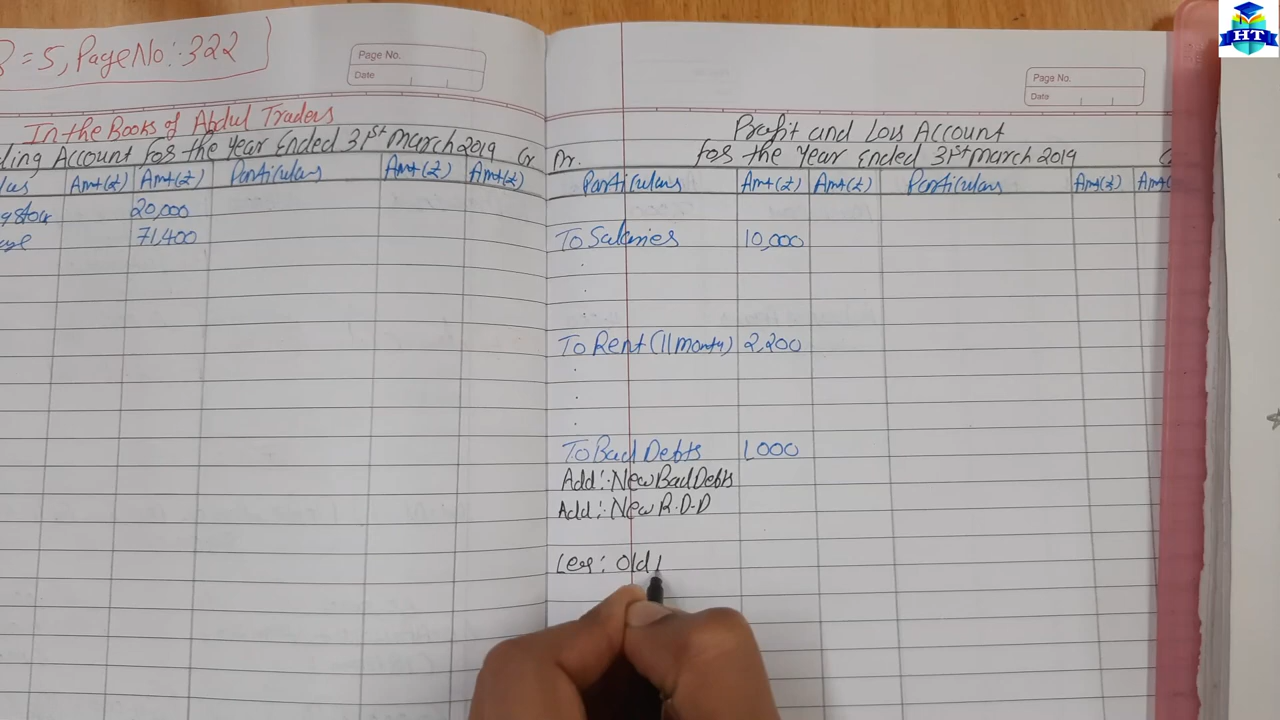 =5, Page No: 322
Page No.
Date
In the Books of Abdul Traders
ding Account for the Year Ended 31st March 2019 Cr
Amt(₹) Amt(₹) Particulars Amt(₹) Amt(₹)
20,000
71,400
Page No.
Date
Profit and Loss Account
Dr. for the Year Ended 31st March 2019
Particulars Amt(₹) Amt(₹) Particulars Amt(₹) Amt(
To Salaries 10,000
To Rent (11 months) 2,200
To Bad Debts 1000
Add: New Bad Debts
Add: New R.D.D
Less: Old
HT